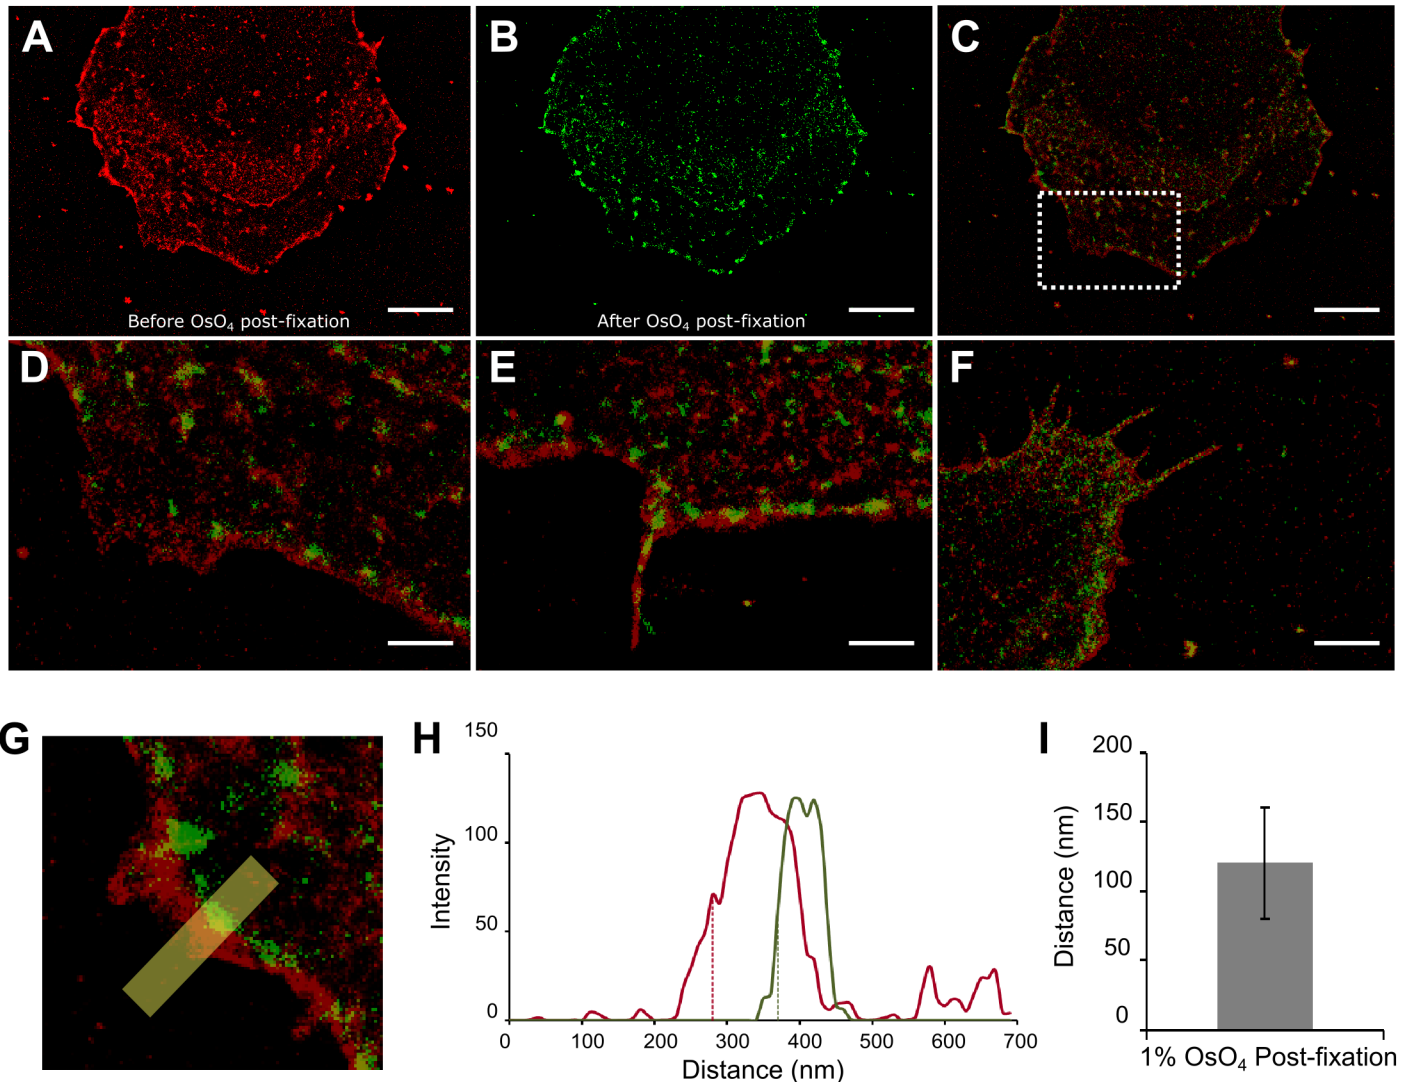 A
B
C
Before OsO₄ post-fixation
After OsO₄ post-fixation
D
E
F
G
H
I
150
100
50
0
Intensity
0 100 200 300 400 500 600 700
Distance (nm)
200
150
100
50
0
Distance (nm)
1% OsO₄ Post-fixation